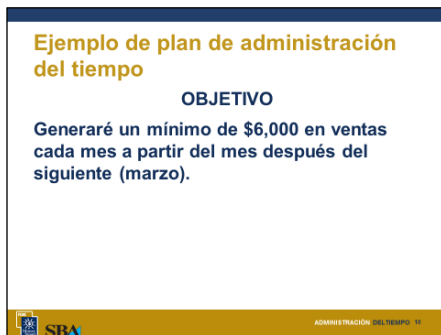 Ejemplo de plan de administración
del tiempo
OBJETIVO
Generaré un mínimo de $6,000 en ventas
cada mes a partir del mes después del
siguiente (marzo).
SBA
ADMINISTRACIÓN DEL TIEMPO